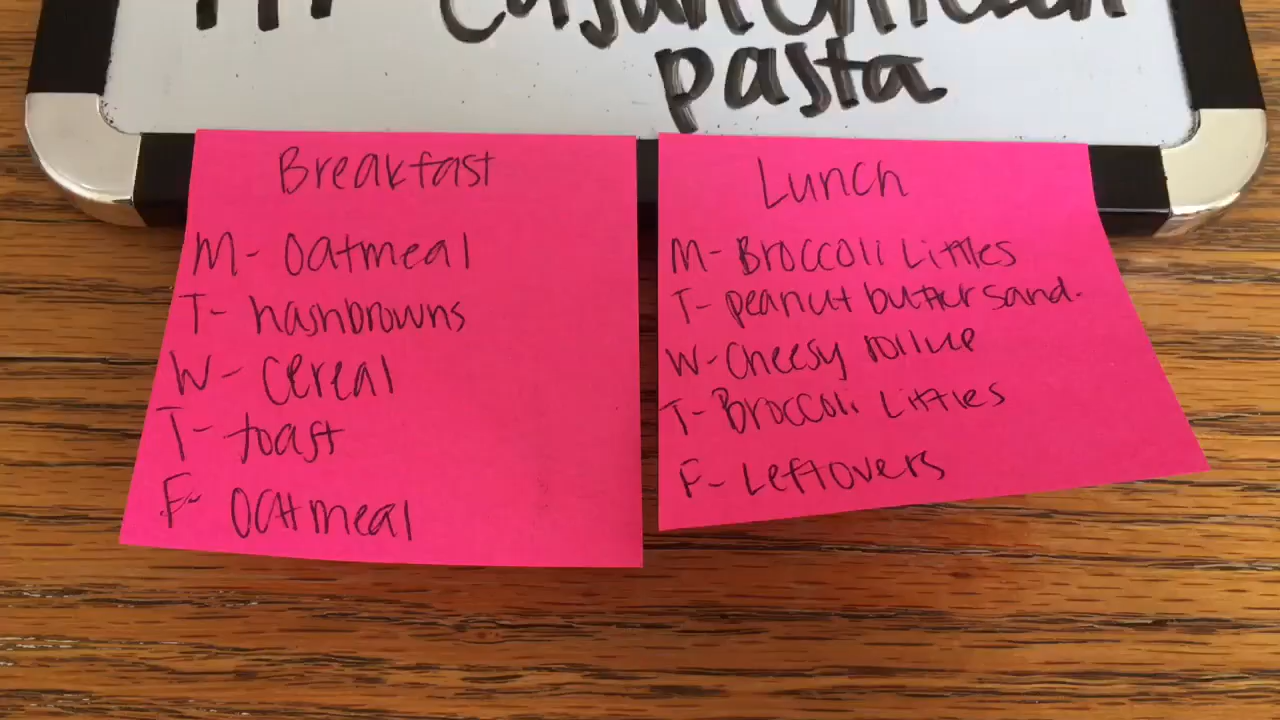 pasta
Breakfast
M- Oatmeal
T- hashbrowns
W- cereal
T- toast
F- oatmeal
Lunch
M- Broccoli Littles
T- peanut butter sand.
W- Cheesy
T- Broccoli Littles
F- Leftovers